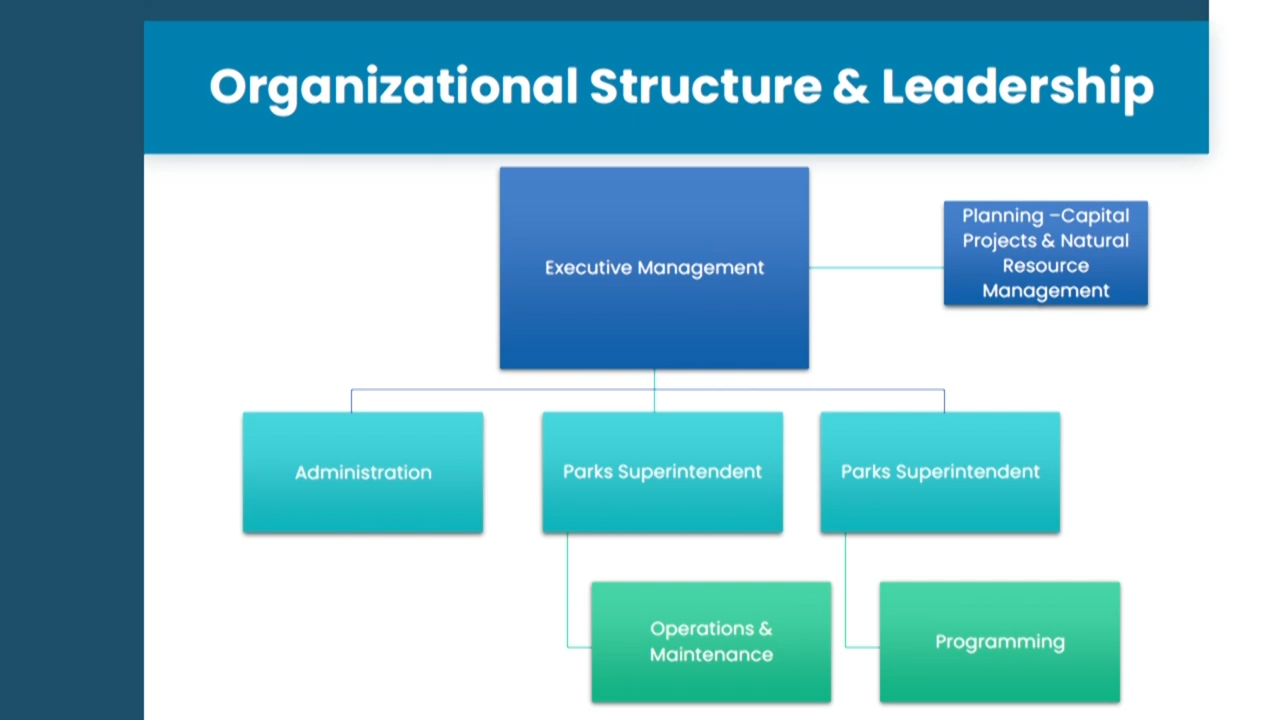 Organizational Structure & Leadership
Executive Management
Planning –Capital
Projects & Natural
Resource
Management
Administration
Parks Superintendent
Parks Superintendent
Operations &
Maintenance
Programming